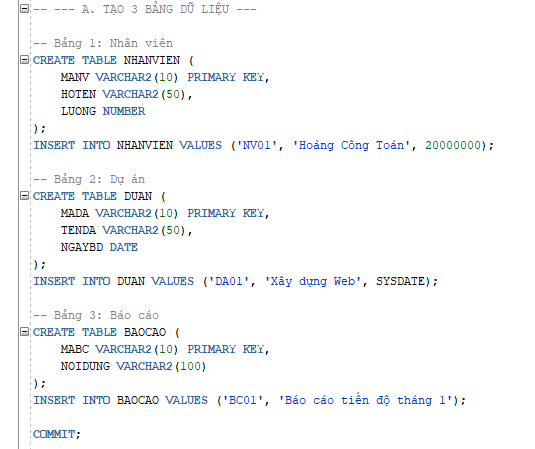 -- --- A. TẠO 3 BẢNG DỮ LIỆU ---
-- Bảng 1: Nhân viên
CREATE TABLE NHANVIEN (
MANV VARCHAR2(10) PRIMARY KEY,
HOTEN VARCHAR2(50),
LUONG NUMBER
);
INSERT INTO NHANVIEN VALUES ('NV01', 'Hoàng Công Toán', 20000000);
-- Bảng 2: Dự án
CREATE TABLE DUAN (
MADA VARCHAR2(10) PRIMARY KEY,
TENDA VARCHAR2(50),
NGAYBD DATE
);
INSERT INTO DUAN VALUES ('DA01', 'Xây dựng Web', SYSDATE);
-- Bảng 3: Báo cáo
CREATE TABLE BAOCAO (
MABC VARCHAR2(10) PRIMARY KEY,
NOIDUNG VARCHAR2(100)
);
INSERT INTO BAOCAO VALUES ('BC01', 'Báo cáo tiến độ tháng 1');
COMMIT;